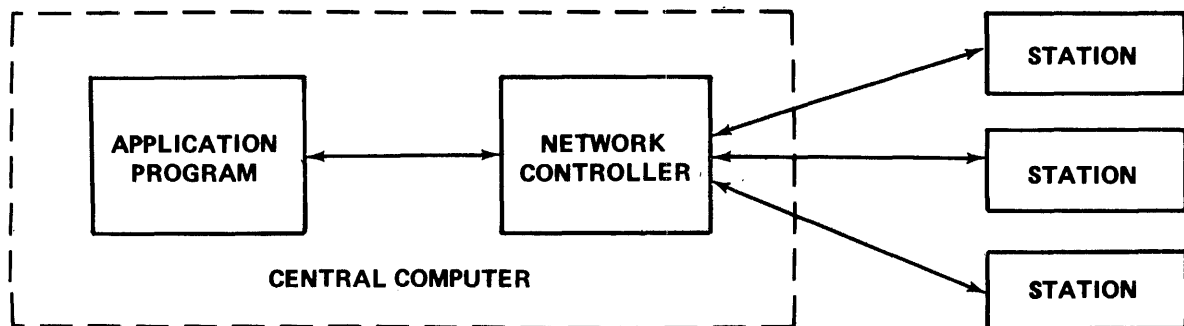 APPLICATION
PROGRAM
NETWORK
CONTROLLER
CENTRAL COMPUTER
STATION
STATION
STATION